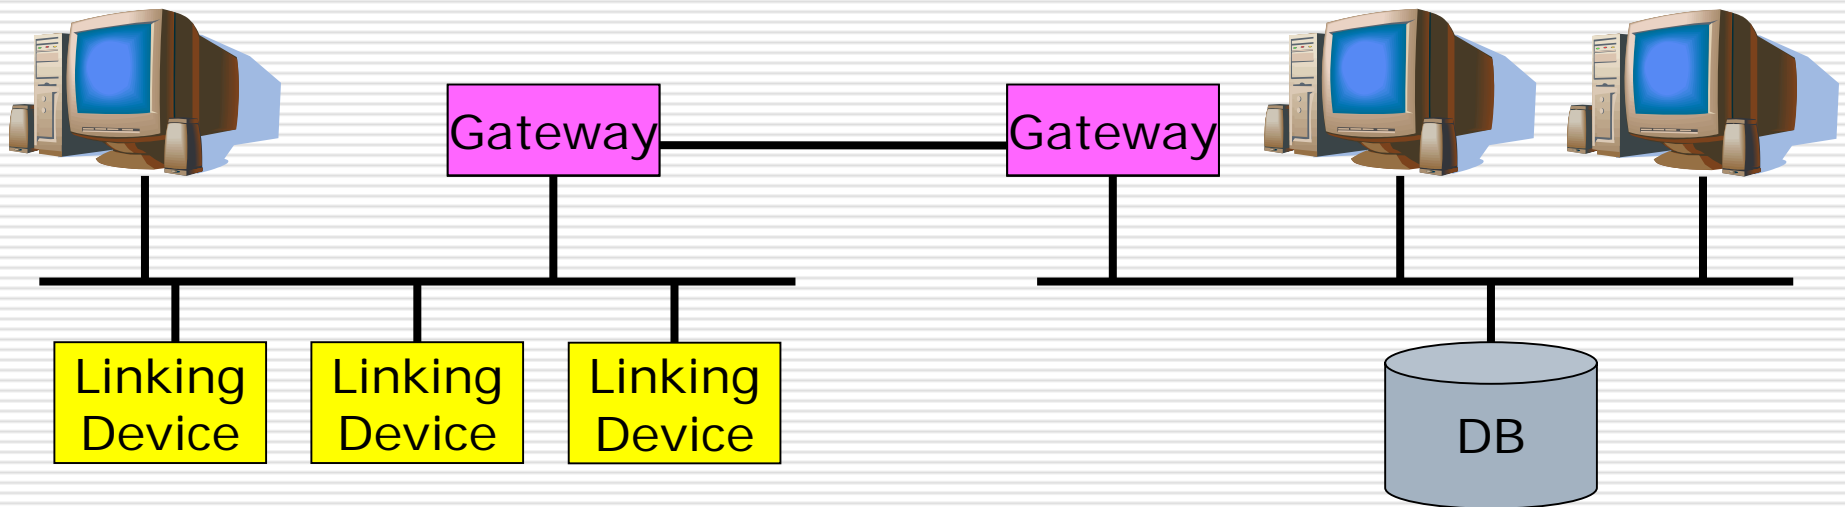 Gateway
Gateway
Linking
Device
Linking
Device
Linking
Device
DB